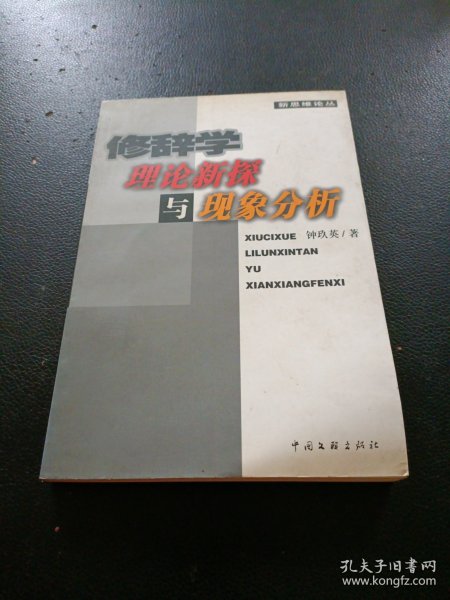 新思维论丛
修辞学
理论新探
与现象分析
XIUCIXUE 钟玖英/著
LILUNXINTAN
YU
XIANXIANGFENXI
中国文联出版社
孔夫子旧书网
www.kongfz.com